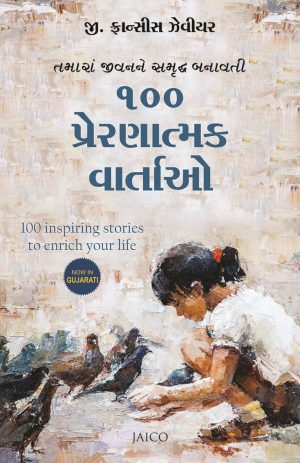 જી. ફ્રાન્સીસ ઝેવીયર
તમારાં જીવનને સમૃદ્ધ બનાવતી
૧૦૦
પ્રેરણાત્મક
વાર્તાઓ
100 inspiring stories
to enrich your life
NOW IN
GUJARATI
JAICO